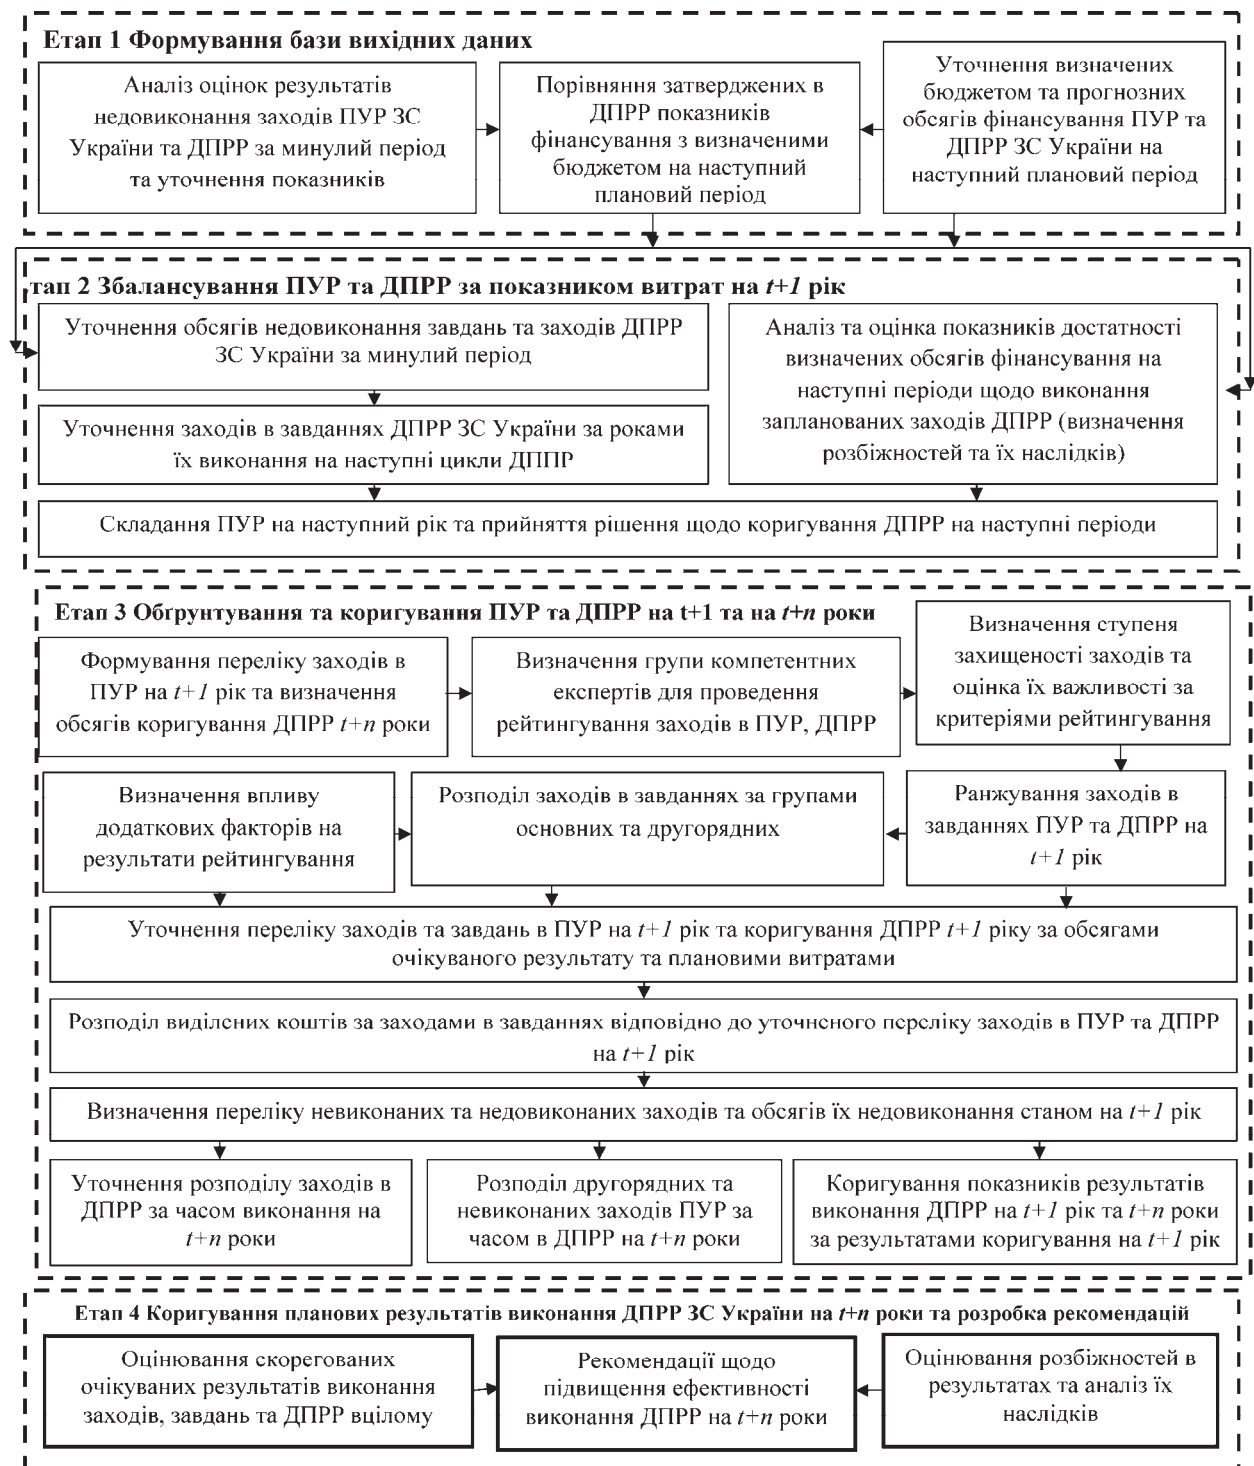 Етап 1 Формування бази вихідних даних
Аналіз оцінок результатів
недовиконання заходів ПУР ЗС
України та ДПРР за минулий період
та уточнення показників
Порівняння затверджених в
ДПРР показників
фінансування з визначеними
бюджетом на наступний
плановий період
Уточнення визначених
бюджетом та прогнозних
обсягів фінансування ПУР та
ДПРР ЗС України на
наступний плановий період
тап 2 Збалансування ПУР та ДПРР за показником витрат на t+1 рік
Уточнення обсягів недовиконання завдань та заходів ДПРР
ЗС України за минулий період
Аналіз та оцінка показників достатності
визначених обсягів фінансування на
наступні періоди щодо виконання
запланованих заходів ДПРР (визначення
розбіжностей та їх наслідків)
Уточнення заходів в завданнях ДПРР ЗС України за роками
їх виконання на наступні цикли ДППР
Складання ПУР на наступний рік та прийняття рішення щодо коригування ДПРР на наступні періоди
Етап 3 Обґрунтування та коригування ПУР та ДПРР на t+1 та на t+n роки
Формування переліку заходів в
ПУР на t+1 рік та визначення
обсягів коригування ДПРР t+n роки
Визначення групи компетентних
експертів для проведення
рейтингування заходів в ПУР, ДПРР
Визначення ступеня
захищеності заходів та
оцінка їх важливості за
критеріями рейтингування
Визначення впливу
додаткових факторів на
результати рейтингування
Розподіл заходів в завданнях за групами
основних та другорядних
Ранжування заходів в
завданнях ПУР та ДПРР на
t+1 рік
Уточнення переліку заходів та завдань в ПУР на t+1 рік та коригування ДПРР t+1 ріку за обсягами
очікуваного результату та плановими витратами
Розподіл виділених коштів за заходами в завданнях відповідно до уточненого переліку заходів в ПУР та ДПРР
на t+1 рік
Визначення переліку невиконаних та недовиконаних заходів та обсягів їх недовиконання станом на t+1 рік
Уточнення розподілу заходів в
ДПРР за часом виконання на
t+n роки
Розподіл другорядних та
невиконаних заходів ПУР за
часом в ДПРР на t+n роки
Коригування показників результатів
виконання ДПРР на t+1 рік та t+n роки
за результатами коригування на t+1 рік
Етап 4 Коригування планових результатів виконання ДПРР ЗС України на t+n роки та розробка рекомендацій
Оцінювання скорегованих
очікуваних результатів виконання
заходів, завдань та ДПРР вцілому
Рекомендації щодо
підвищення ефективності
виконання ДПРР на t+n роки
Оцінювання розбіжностей в
результатах та аналіз їх
наслідків